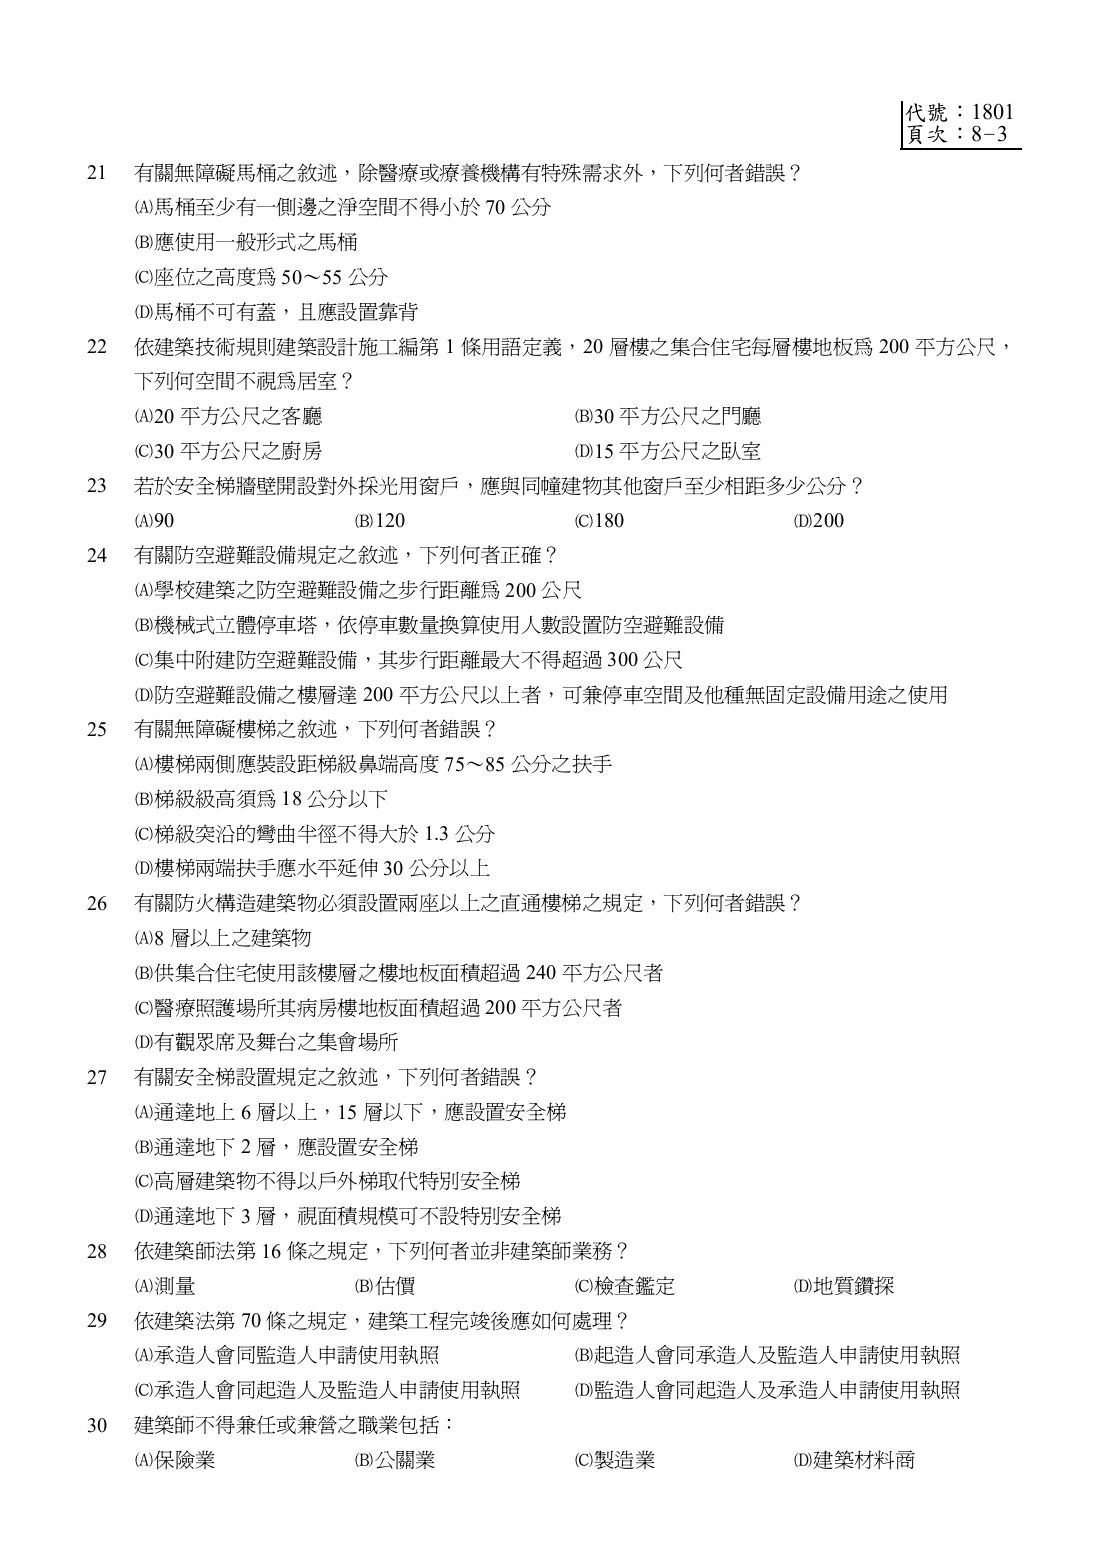 代號：1801
頁次：8－3
21 有關無障礙馬桶之敘述，除醫療或療養機構有特殊需求外，下列何者錯誤？
(A)馬桶至少有一側邊之淨空間不得小於 70 公分
(B)應使用一般形式之馬桶
(C)座位之高度為 50～55 公分
(D)馬桶不可有蓋，且應設置靠背
22 依建築技術規則建築設計施工編第 1 條用語定義，20 層樓之集合住宅每層樓地板為 200 平方公尺，
下列何空間不視為居室？
(A)20 平方公尺之客廳 (B)30 平方公尺之門廳
(C)30 平方公尺之廚房 (D)15 平方公尺之臥室
23 若於安全梯牆壁開設對外採光用窗戶，應與同幢建物其他窗戶至少相距多少公分？
(A)90 (B)120 (C)180 (D)200
24 有關防空避難設備規定之敘述，下列何者正確？
(A)學校建築之防空避難設備之步行距離為 200 公尺
(B)機械式立體停車塔，依停車數量換算使用人數設置防空避難設備
(C)集中附建防空避難設備，其步行距離最大不得超過 300 公尺
(D)防空避難設備之樓層達 200 平方公尺以上者，可兼停車空間及他種無固定設備用途之使用
25 有關無障礙樓梯之敘述，下列何者錯誤？
(A)樓梯兩側應裝設距梯級鼻端高度 75～85 公分之扶手
(B)梯級級高須為 18 公分以下
(C)梯級突沿的彎曲半徑不得大於 1.3 公分
(D)樓梯兩端扶手應水平延伸 30 公分以上
26 有關防火構造建築物必須設置兩座以上之直通樓梯之規定，下列何者錯誤？
(A)8 層以上之建築物
(B)供集合住宅使用該樓層之樓地板面積超過 240 平方公尺者
(C)醫療照護場所其病房樓地板面積超過 200 平方公尺者
(D)有觀眾席及舞台之集會場所
27 有關安全梯設置規定之敘述，下列何者錯誤？
(A)通達地上 6 層以上，15 層以下，應設置安全梯
(B)通達地下 2 層，應設置安全梯
(C)高層建築物不得以戶外梯取代特別安全梯
(D)通達地下 3 層，視面積規模可不設特別安全梯
28 依建築師法第 16 條之規定，下列何者並非建築師業務？
(A)測量 (B)估價 (C)檢查鑑定 (D)地質鑽探
29 依建築法第 70 條之規定，建築工程完竣後應如何處理？
(A)承造人會同監造人申請使用執照 (B)起造人會同承造人及監造人申請使用執照
(C)承造人會同起造人及監造人申請使用執照 (D)監造人會同起造人及承造人申請使用執照
30 建築師不得兼任或兼營之職業包括：
(A)保險業 (B)公關業 (C)製造業 (D)建築材料商